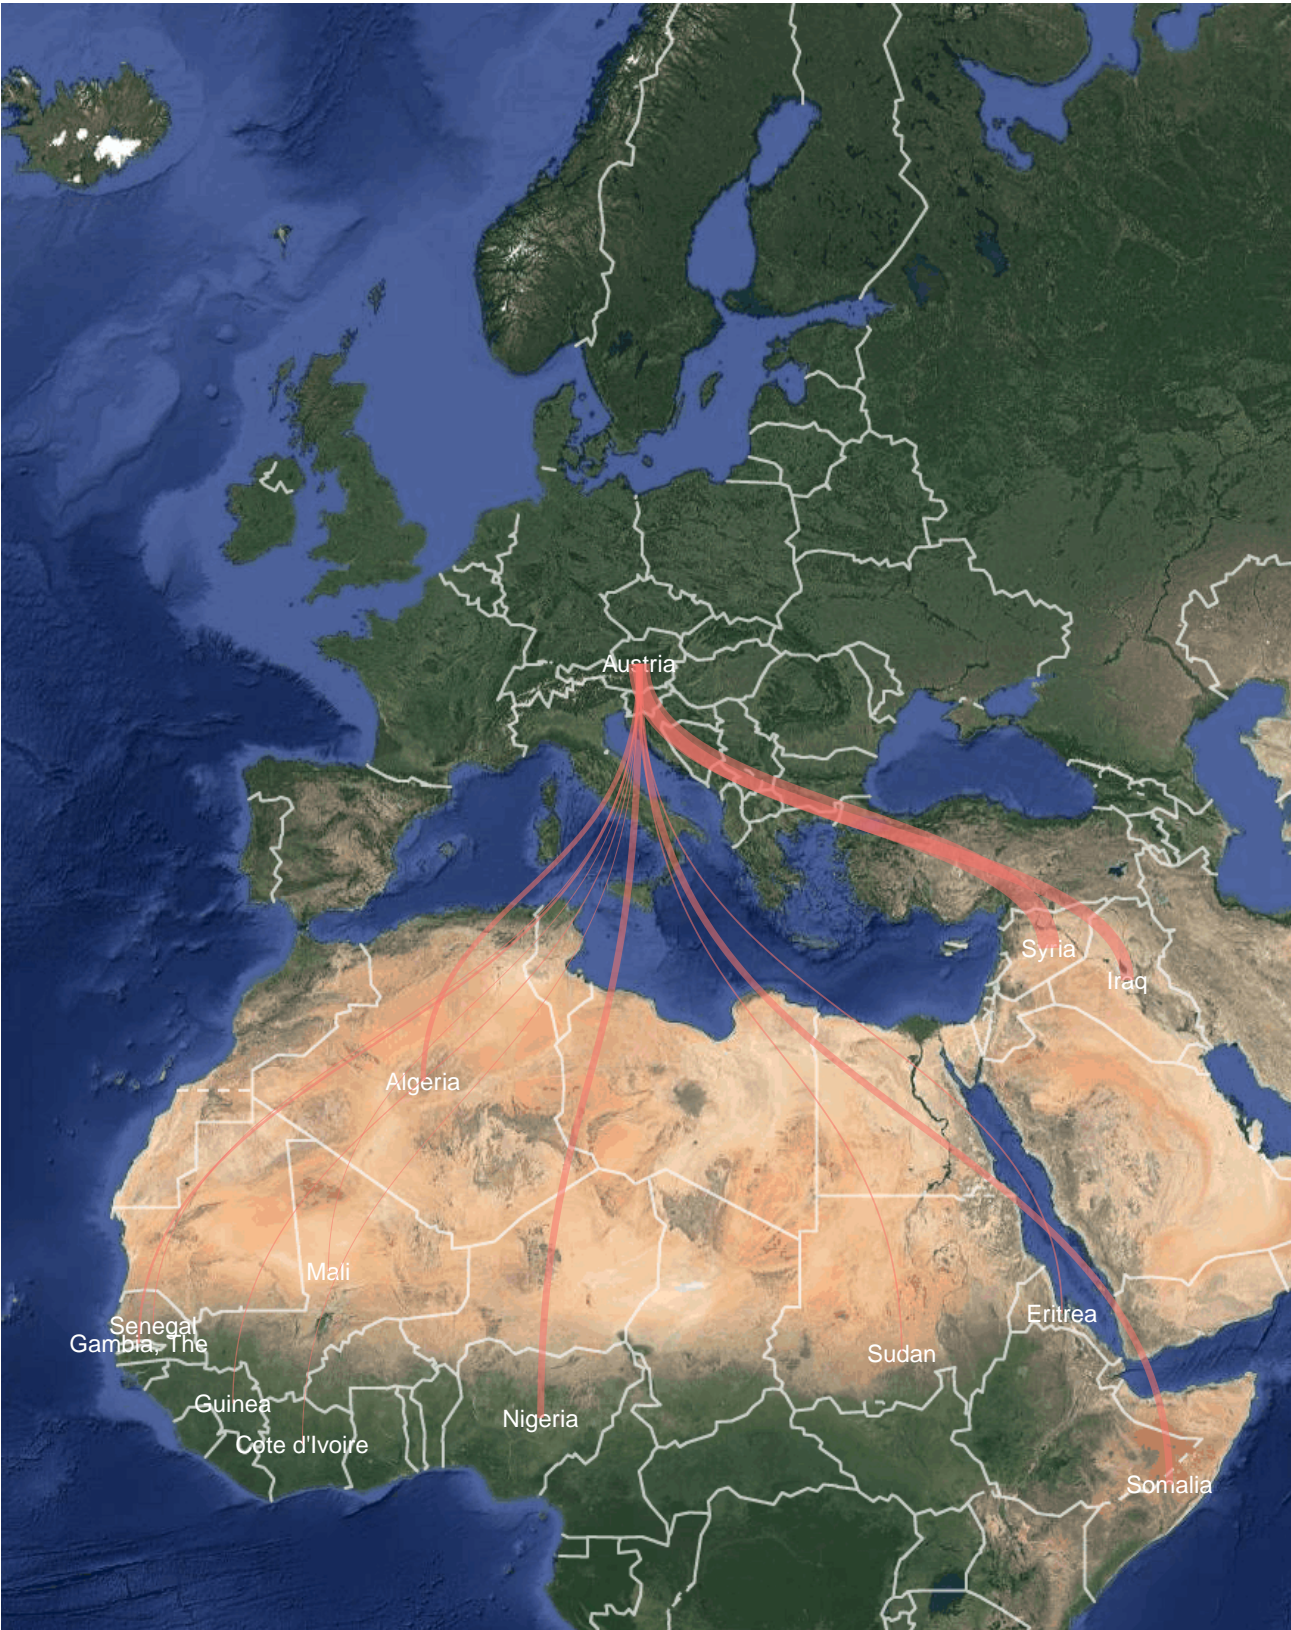 Austria
Syria
Iraq
Algeria
Mali
Senegal
Gambia, The
Eritrea
Sudan
Guinea
Nigeria
Cote d'Ivoire
Somalia